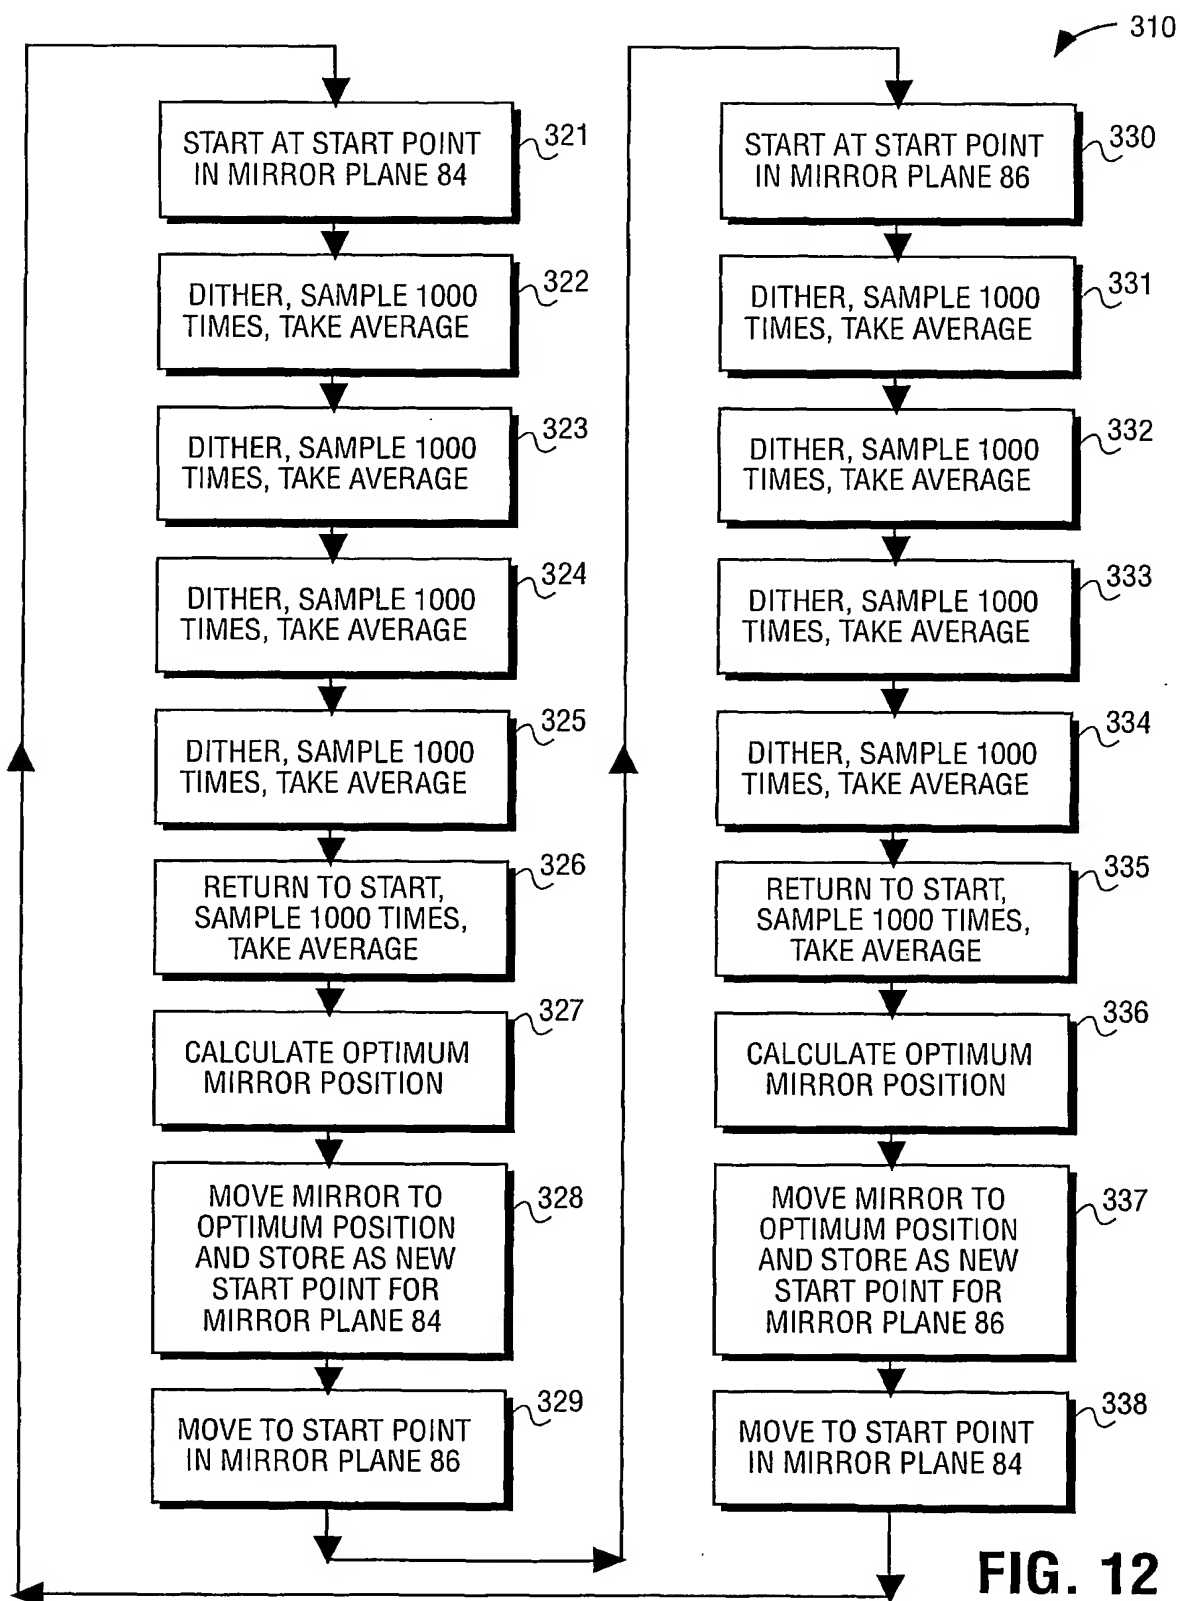 310
START AT START POINT
IN MIRROR PLANE 84
321
DITHER, SAMPLE 1000
TIMES, TAKE AVERAGE
322
DITHER, SAMPLE 1000
TIMES, TAKE AVERAGE
323
DITHER, SAMPLE 1000
TIMES, TAKE AVERAGE
324
DITHER, SAMPLE 1000
TIMES, TAKE AVERAGE
325
RETURN TO START,
SAMPLE 1000 TIMES,
TAKE AVERAGE
326
CALCULATE OPTIMUM
MIRROR POSITION
327
MOVE MIRROR TO
OPTIMUM POSITION
AND STORE AS NEW
START POINT FOR
MIRROR PLANE 84
328
MOVE TO START POINT
IN MIRROR PLANE 86
329
START AT START POINT
IN MIRROR PLANE 86
330
DITHER, SAMPLE 1000
TIMES, TAKE AVERAGE
331
DITHER, SAMPLE 1000
TIMES, TAKE AVERAGE
332
DITHER, SAMPLE 1000
TIMES, TAKE AVERAGE
333
DITHER, SAMPLE 1000
TIMES, TAKE AVERAGE
334
RETURN TO START,
SAMPLE 1000 TIMES,
TAKE AVERAGE
335
CALCULATE OPTIMUM
MIRROR POSITION
336
MOVE MIRROR TO
OPTIMUM POSITION
AND STORE AS NEW
START POINT FOR
MIRROR PLANE 86
337
MOVE TO START POINT
IN MIRROR PLANE 84
338
FIG. 12